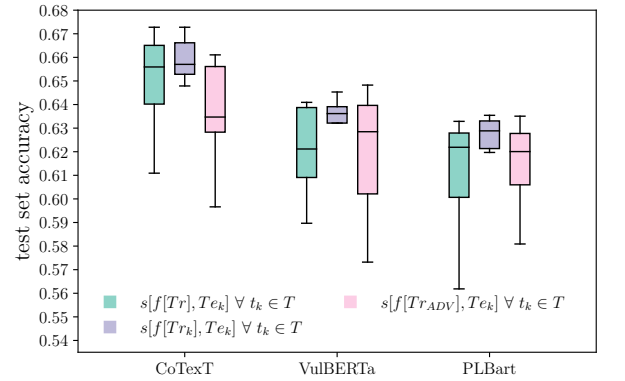 0.68
0.67
0.66
0.65
0.64
0.63
0.62
0.61
0.60
0.59
0.58
0.57
0.56
0.55
0.54
test set accuracy
s[f[Tr], Te_k] ∀ t_k ∈ T
s[f[Tr_k], Te_k] ∀ t_k ∈ T
s[f[Tr_{ADV}], Te_k] ∀ t_k ∈ T
CoTexT
VulBERTa
PLBart